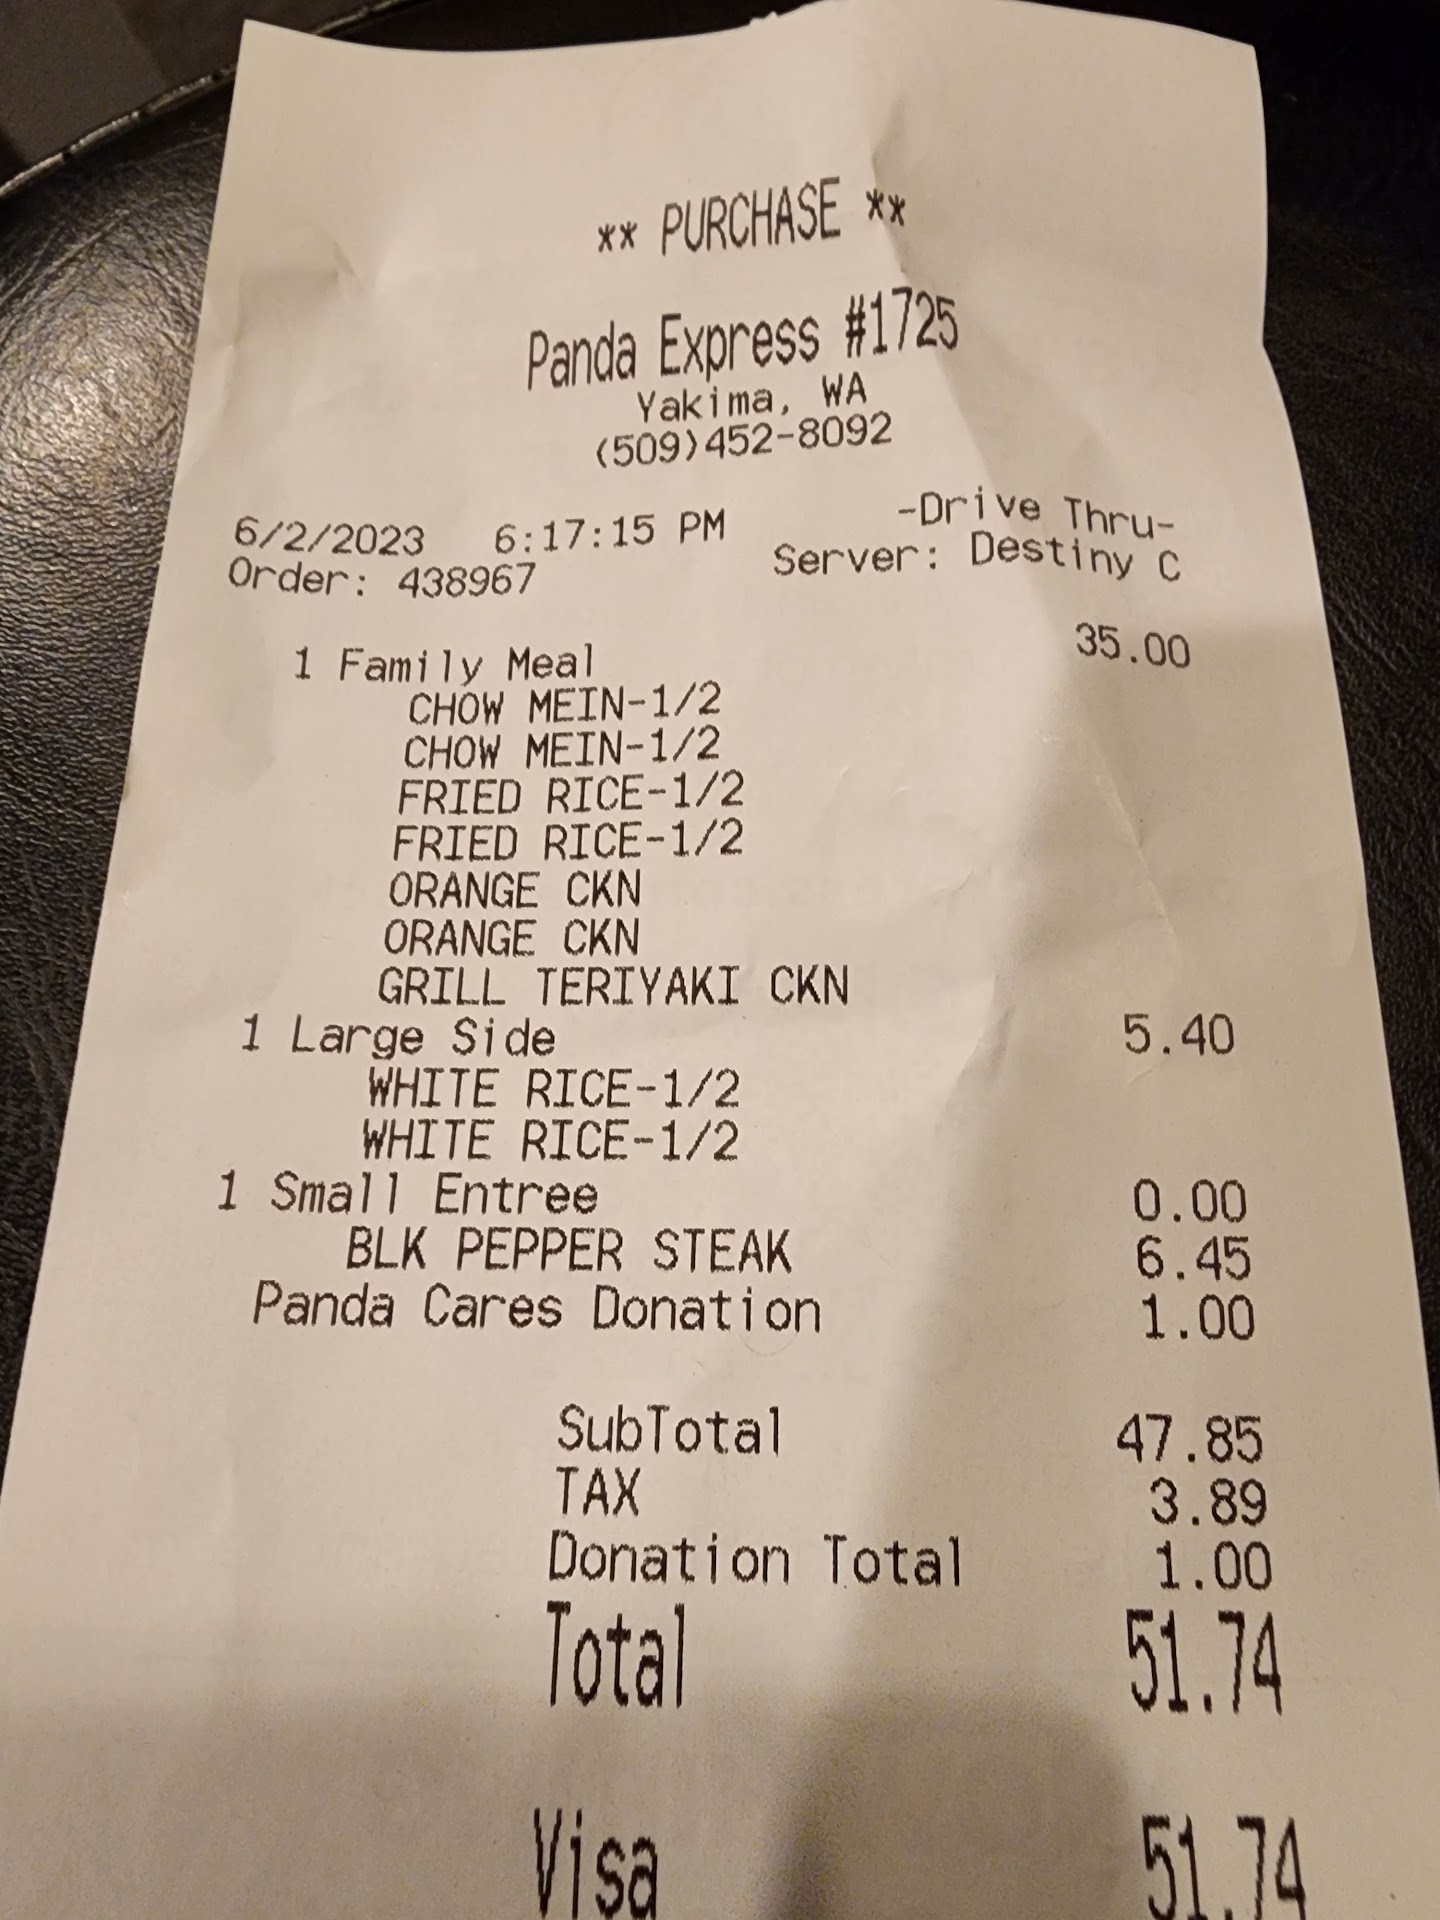 ** PURCHASE **
Panda Express #1725
Yakima, WA
(509)452-8092
6/2/2023 6:17:15 PM -Drive Thru-
Order: 438967 Server: Destiny C
1 Family Meal 35.00
CHOW MEIN-1/2
CHOW MEIN-1/2
FRIED RICE-1/2
FRIED RICE-1/2
ORANGE CKN
ORANGE CKN
GRILL TERIYAKI CKN
1 Large Side 5.40
WHITE RICE-1/2
WHITE RICE-1/2
1 Small Entree 0.00
BLK PEPPER STEAK 6.45
Panda Cares Donation 1.00
SubTotal 47.85
TAX 3.89
Donation Total 1.00
Total 51.74
Visa 51.74